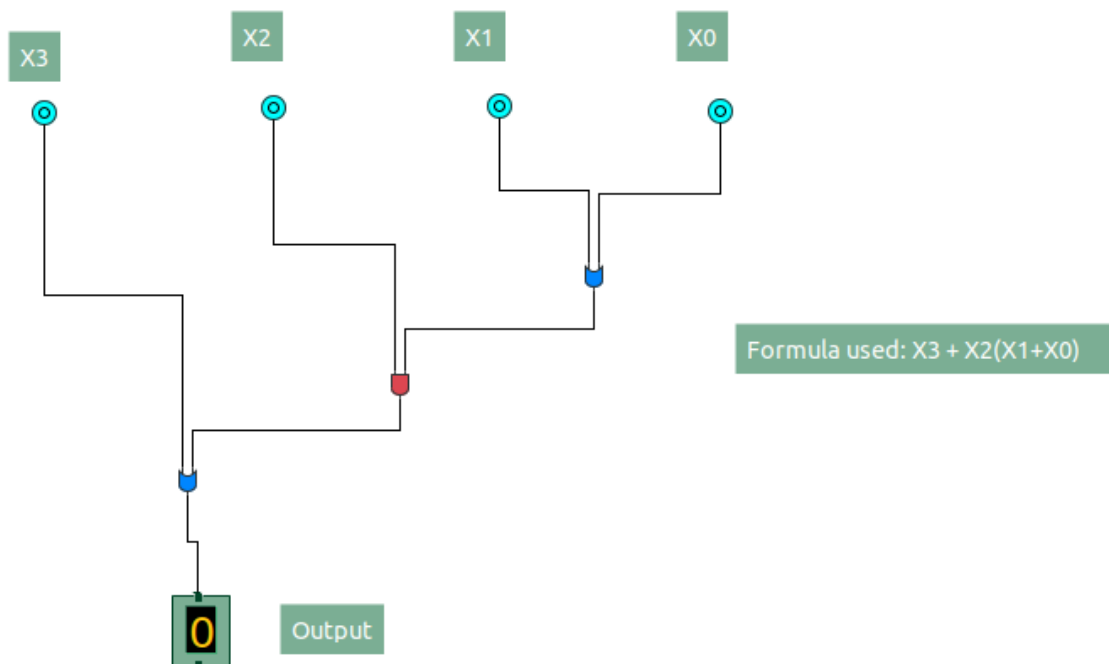 X3
X2
X1
X0
Formula used: X3 + X2(X1+X0)
0
Output